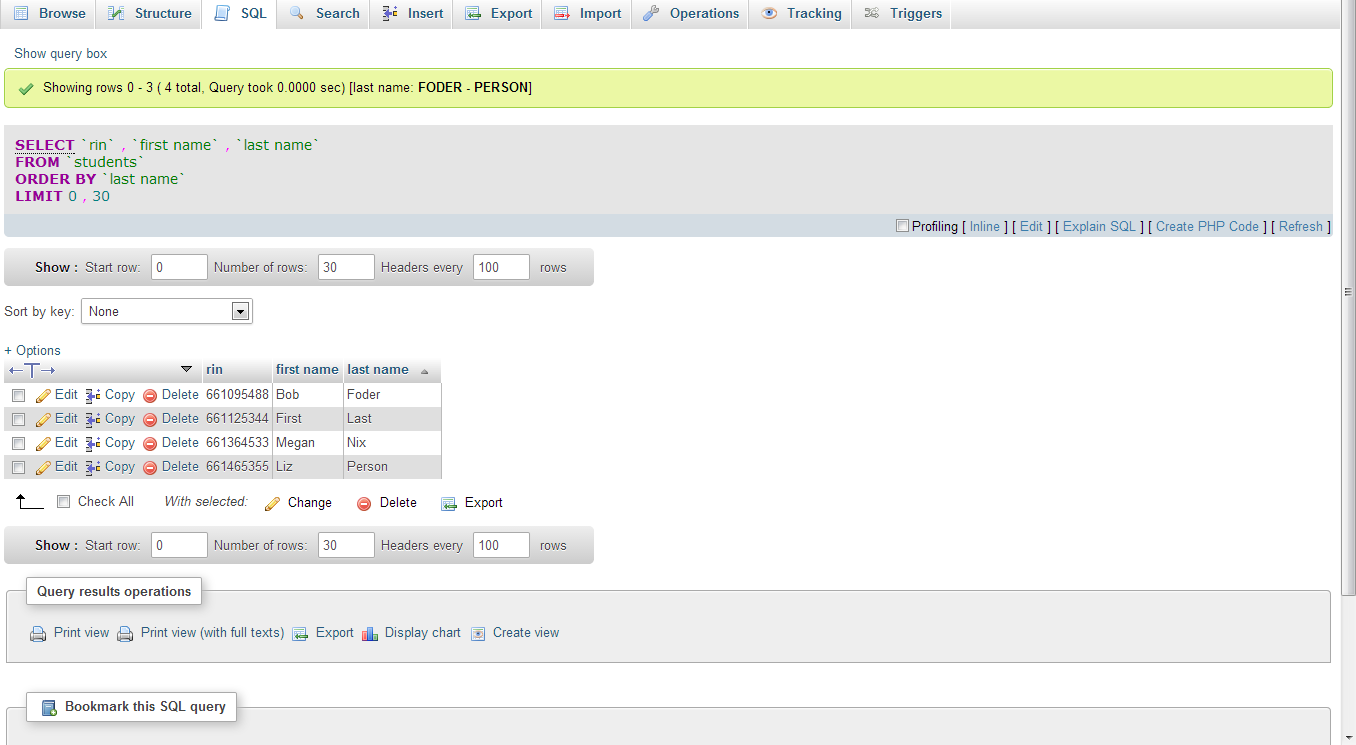 Browse Structure SQL Search Insert Export Import Operations Tracking Triggers
Show query box
Showing rows 0 - 3 ( 4 total, Query took 0.0000 sec) [last name: FODER - PERSON]
SELECT `rin` , `first name` , `last name`
FROM `students`
ORDER BY `last name`
LIMIT 0 , 30
Profiling [ Inline ] [ Edit ] [ Explain SQL ] [ Create PHP Code ] [ Refresh ]
Show : Start row: 0 Number of rows: 30 Headers every 100 rows
Sort by key: None
+ Options
←T→ rin first name last name
Edit Copy Delete 661095488 Bob Foder
Edit Copy Delete 661125344 First Last
Edit Copy Delete 661364533 Megan Nix
Edit Copy Delete 661465355 Liz Person
Check All With selected: Change Delete Export
Show : Start row: 0 Number of rows: 30 Headers every 100 rows
Query results operations
Print view Print view (with full texts) Export Display chart Create view
Bookmark this SQL query